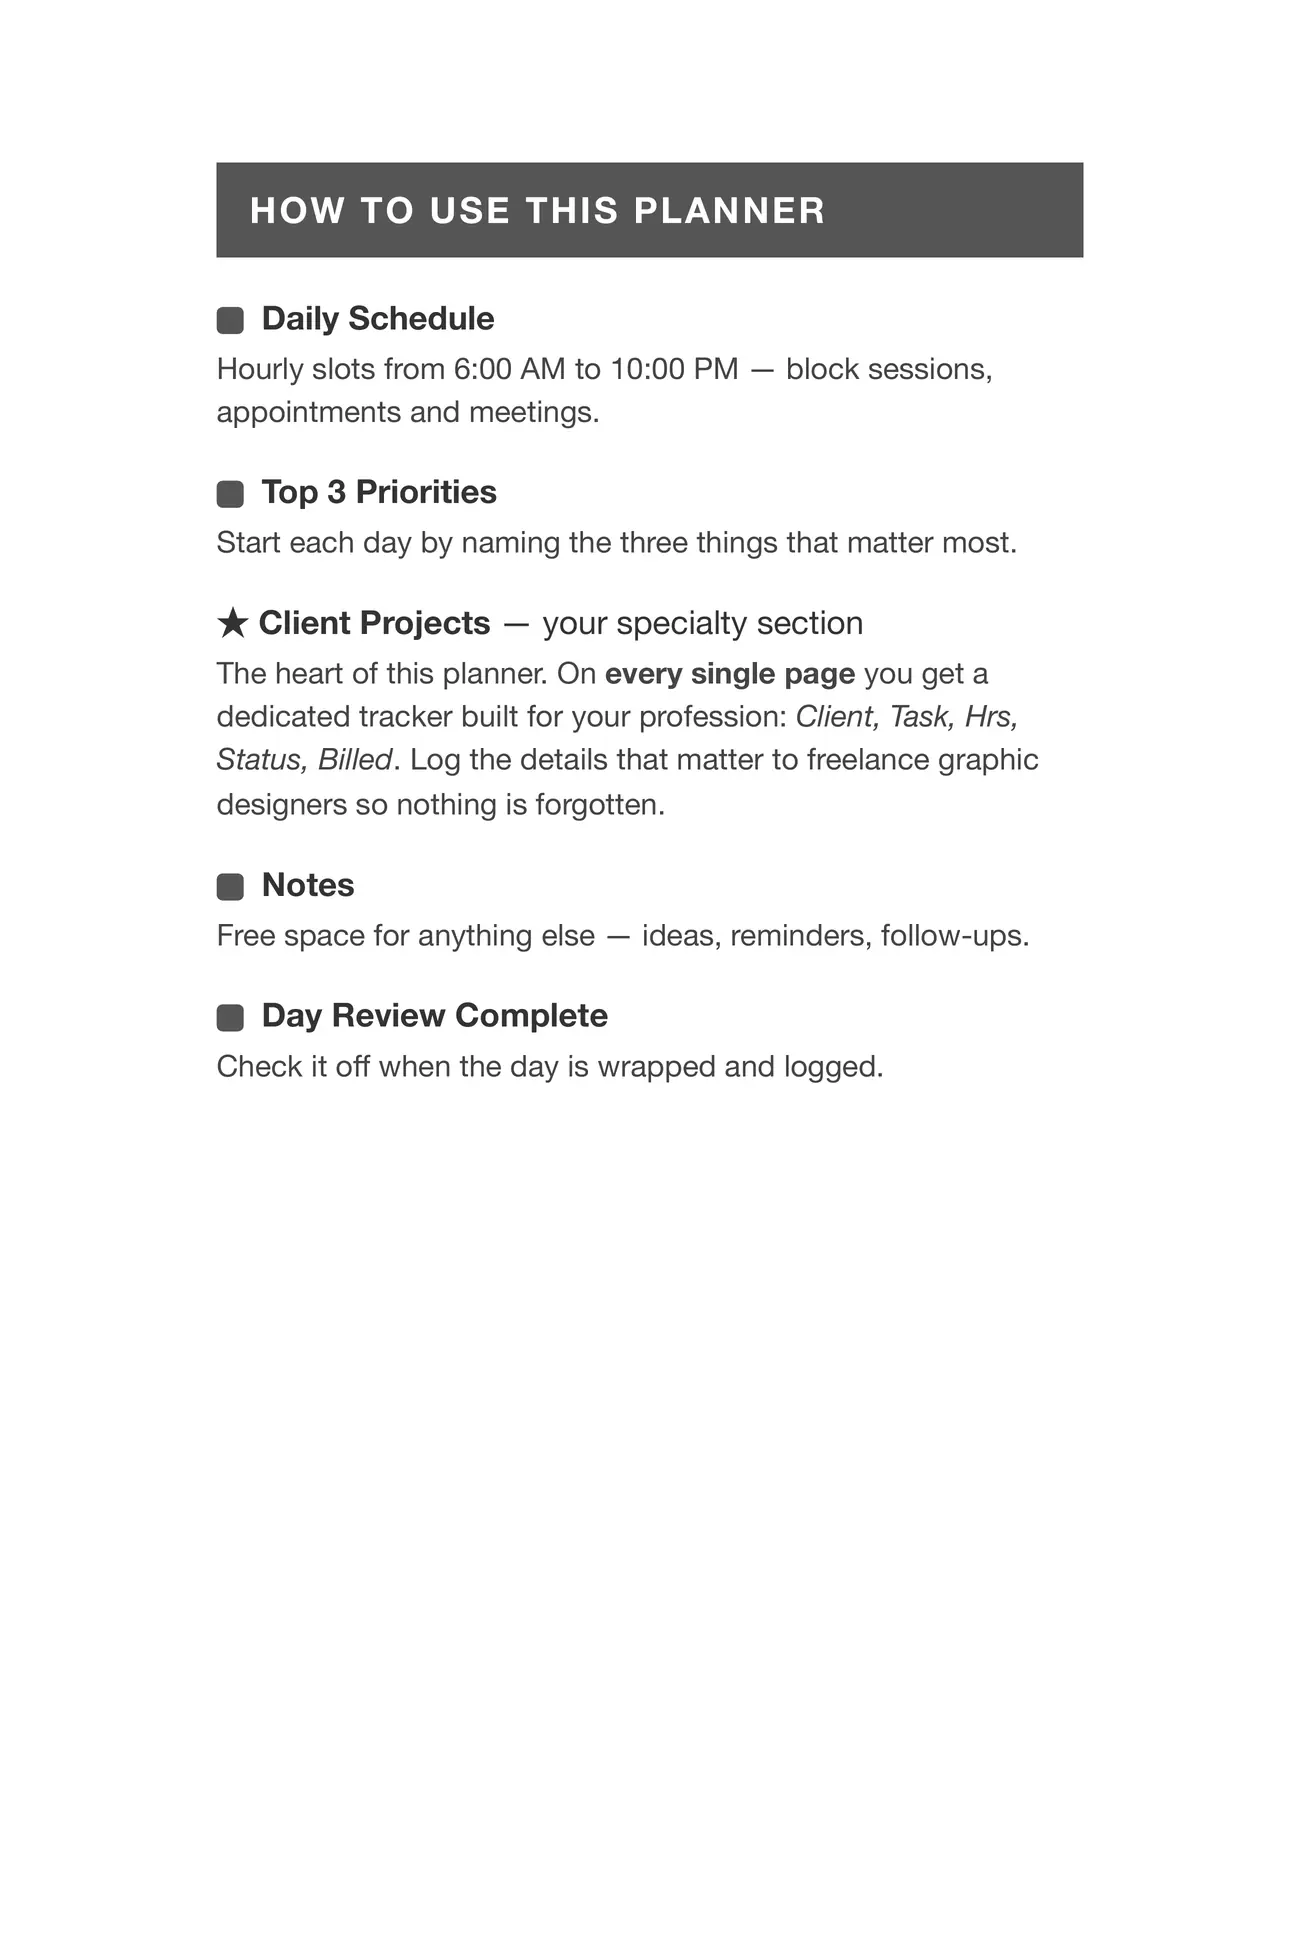 HOW TO USE THIS PLANNER
Daily Schedule
Hourly slots from 6:00 AM to 10:00 PM — block sessions,
appointments and meetings.
Top 3 Priorities
Start each day by naming the three things that matter most.
★ Client Projects — your specialty section
The heart of this planner. On every single page you get a
dedicated tracker built for your profession: Client, Task, Hrs,
Status, Billed. Log the details that matter to freelance graphic
designers so nothing is forgotten.
Notes
Free space for anything else — ideas, reminders, follow-ups.
Day Review Complete
Check it off when the day is wrapped and logged.